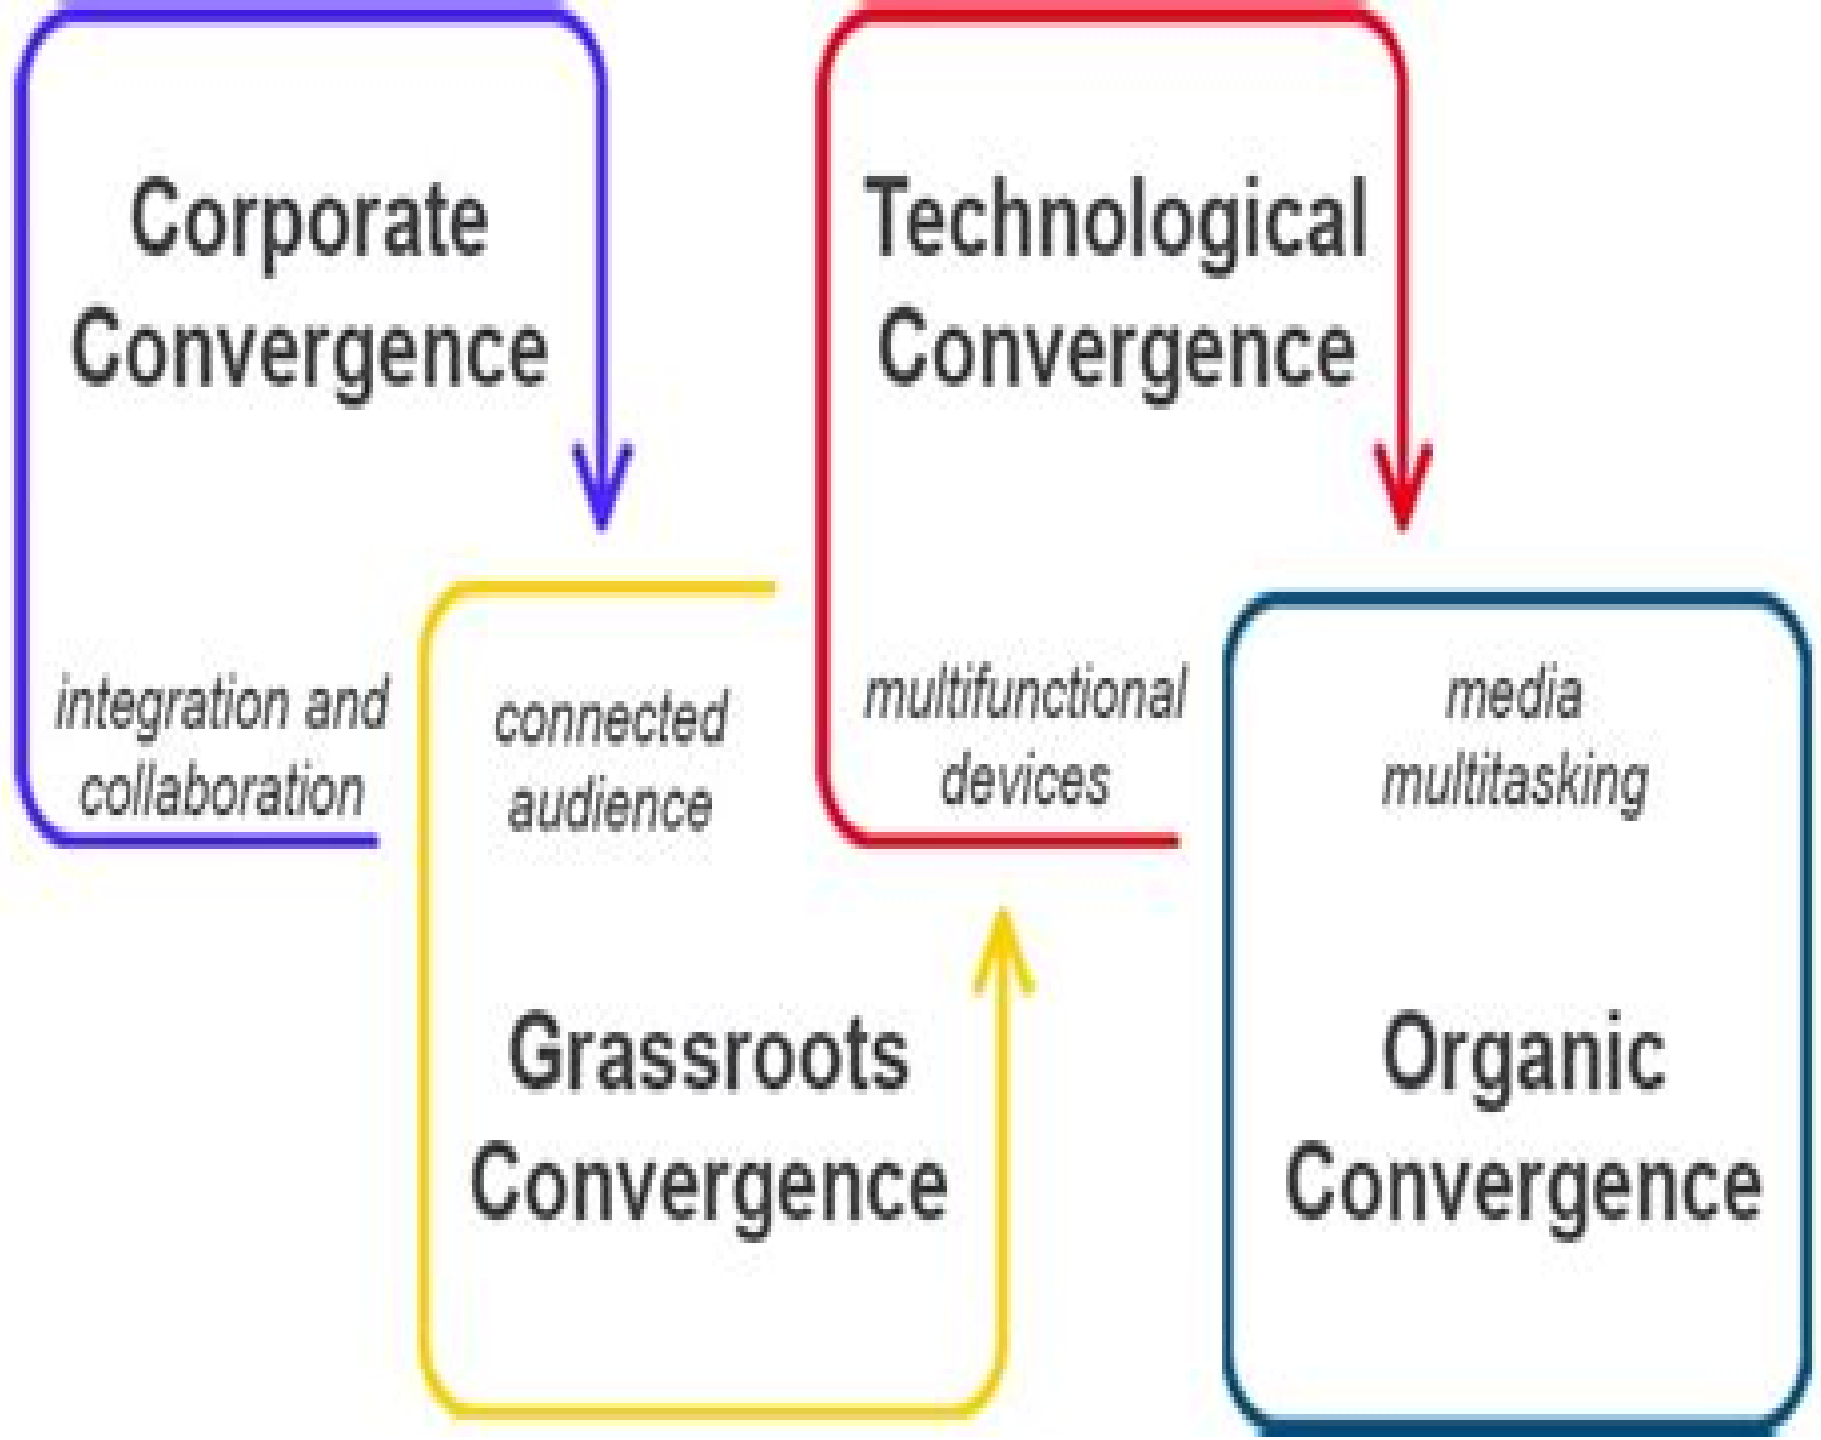 Corporate
Convergence
integration and
collaboration
connected
audience
Grassroots
Convergence
Technological
Convergence
multifunctional
devices
media
multitasking
Organic
Convergence